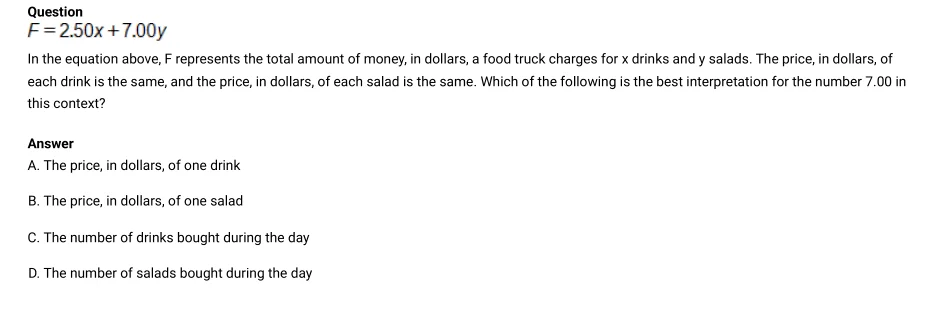 Question
F = 2.50x + 7.00y
In the equation above, F represents the total amount of money, in dollars, a food truck charges for x drinks and y salads. The price, in dollars, of
each drink is the same, and the price, in dollars, of each salad is the same. Which of the following is the best interpretation for the number 7.00 in
this context?
Answer
A. The price, in dollars, of one drink
B. The price, in dollars, of one salad
C. The number of drinks bought during the day
D. The number of salads bought during the day